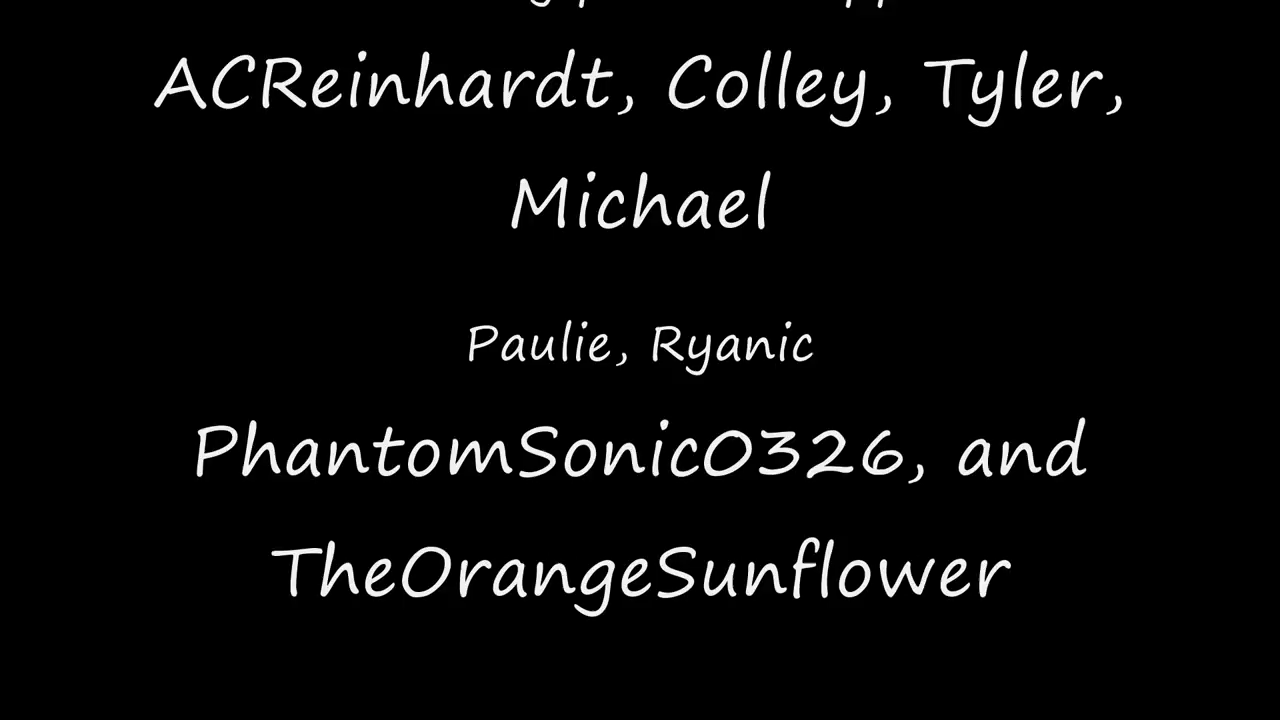 ACReinhardt, Colley, Tyler,
Michael
Paulie, Ryanic
PhantomSonic0326, and
TheOrangeSunflower